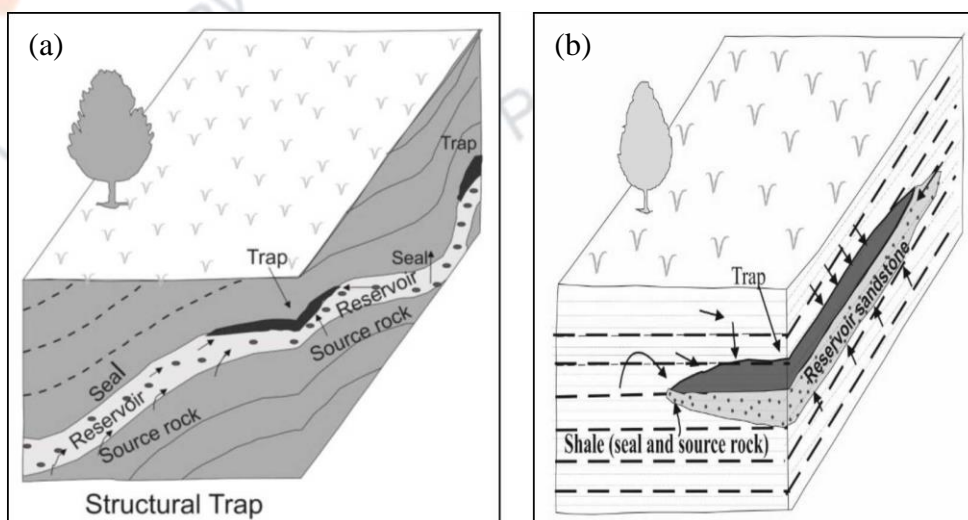 (a)
Trap
Trap
Seal
Reservoir
Source rock
Seal
Reservoir
Source rock
Structural Trap
(b)
Trap
Reservoir sandstone
Shale (seal and source rock)